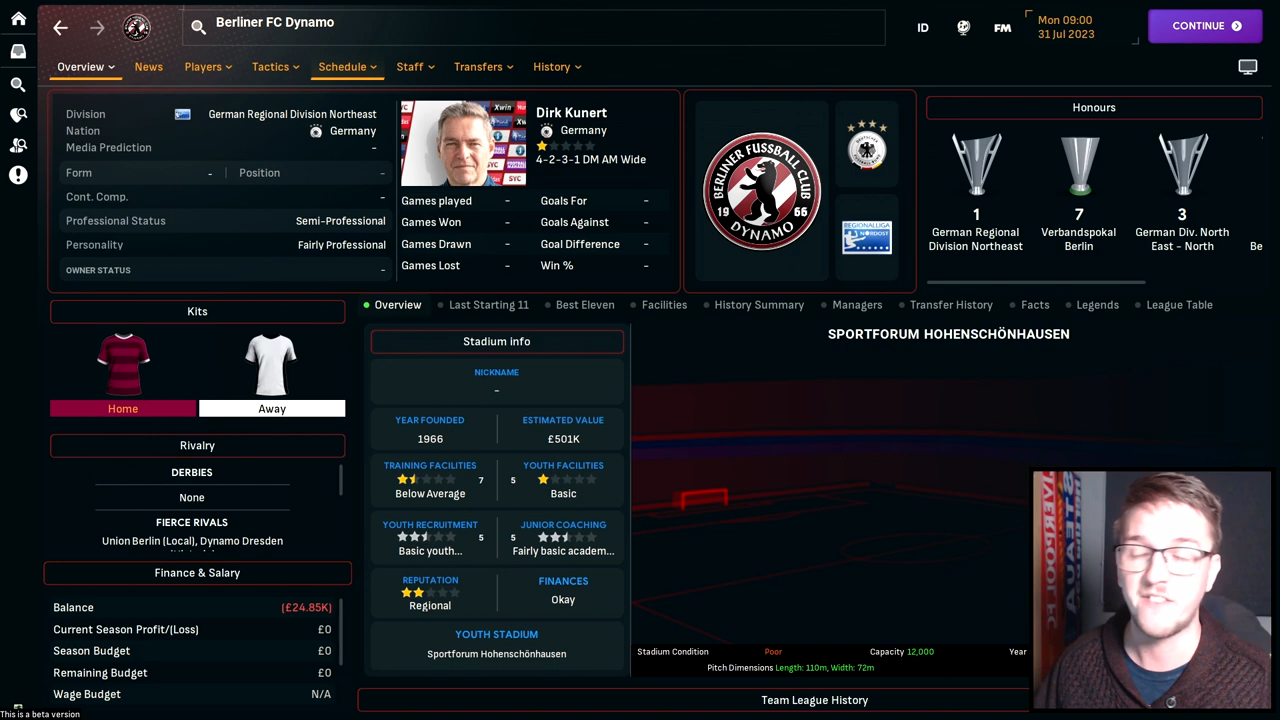 Berliner FC Dynamo
ID
FM
Mon 09:00
31 Jul 2023
CONTINUE
Overview
News
Players
Tactics
Schedule
Staff
Transfers
History
Division German Regional Division Northeast
Nation Germany
Media Prediction -
Form - Position -
Cont. Comp. -
Professional Status Semi-Professional
Personality Fairly Professional
OWNER STATUS -
Dirk Kunert
Germany
4-2-3-1 DM AM Wide
Games played - Goals For -
Games Won - Goals Against -
Games Drawn - Goal Difference -
Games Lost - Win % -
BERLINER FUSSBALL CLUB
19 66
DYNAMO
REGIONALLIGA
NORDOST
Honours
1
German Regional
Division Northeast
7
Verbandspokal
Berlin
3
German Div. North
East - North
Be
Kits
Home
Away
Rivalry
DERBIES
None
FIERCE RIVALS
Union Berlin (Local), Dynamo Dresden
Finance & Salary
Balance (£24.85K)
Current Season Profit/(Loss) £0
Season Budget £0
Remaining Budget £0
Wage Budget N/A
This is a beta version
Overview
Last Starting 11
Best Eleven
Facilities
History Summary
Managers
Transfer History
Facts
Legends
League Table
Stadium info
NICKNAME
-
YEAR FOUNDED
1966
ESTIMATED VALUE
£501K
TRAINING FACILITIES
7
Below Average
YOUTH FACILITIES
5
Basic
YOUTH RECRUITMENT
5
Basic youth...
JUNIOR COACHING
5
Fairly basic academ...
REPUTATION
Regional
FINANCES
Okay
YOUTH STADIUM
Sportforum Hohenschönhausen
SPORTFORUM HOHENSCHÖNHAUSEN
Stadium Condition Poor Capacity 12,000 Year
Pitch Dimensions Length: 110m, Width: 72m
Team League History
LIVERPOOL FC
STEAUA